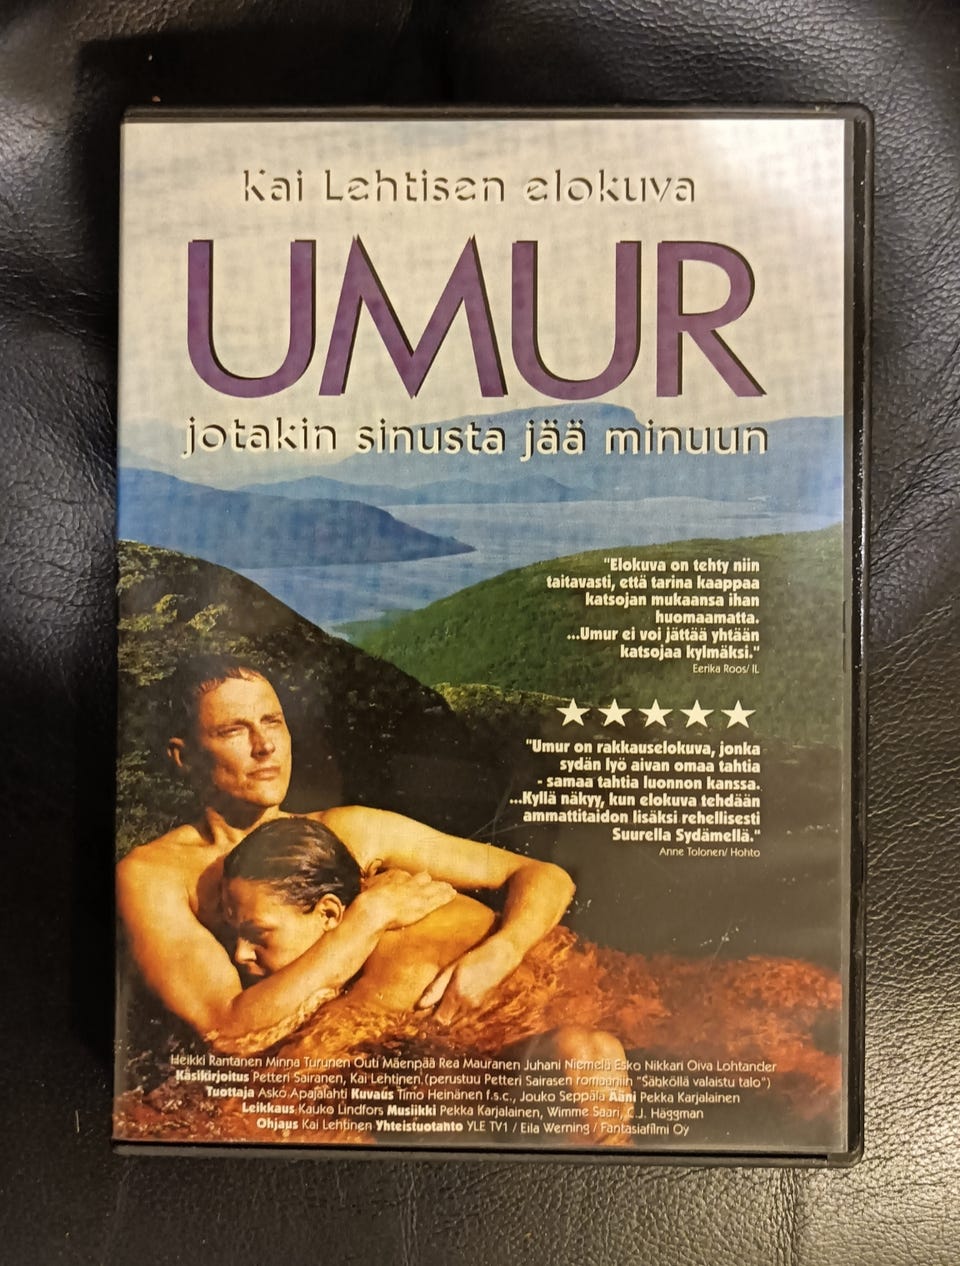 Kai Lehtisen elokuva
UMUR
jotakin sinusta jää minuun
"Elokuva on tehty niin
taitavasti, että tarina kaappaa
katsojan mukaansa ihan
huomaamatta.
...Umur ei voi jättää yhtään
katsojaa kylmäksi."
Eerika Roos/ IL
"Umur on rakkauselokuva, jonka
sydän lyö aivan omaa tahtia
- samaa tahtia luonnon kanssa.
...Kyllä näkyy, kun elokuva tehdään
ammattitaidon lisäksi rehellisesti
Suurella Sydämellä."
Anne Tolonen/ Hohto
Heikki Rantanen Minna Turunen Outi Mäenpää Rea Mauranen Juhani Niemelä Esko Nikkari Oiva Lohtander
Käsikirjoitus Petteri Sairanen, Kai Lehtinen (perustuu Petteri Sairasen romaaniin "Säbköllä valaistu talo")
Tuottaja Asko Apajalahti Kuvaus Timo Heinänen f.s.c., Jouko Seppälä Ääni Pekka Karjalainen
Leikkaus Kauko Lindfors Musiikki Pekka Karjalainen, Wimme Saari, C.J. Häggman
Ohjaus Kai Lehtinen Yhteistuotanto YLE TV1 / Eila Werning / Fantasiafilmi Oy